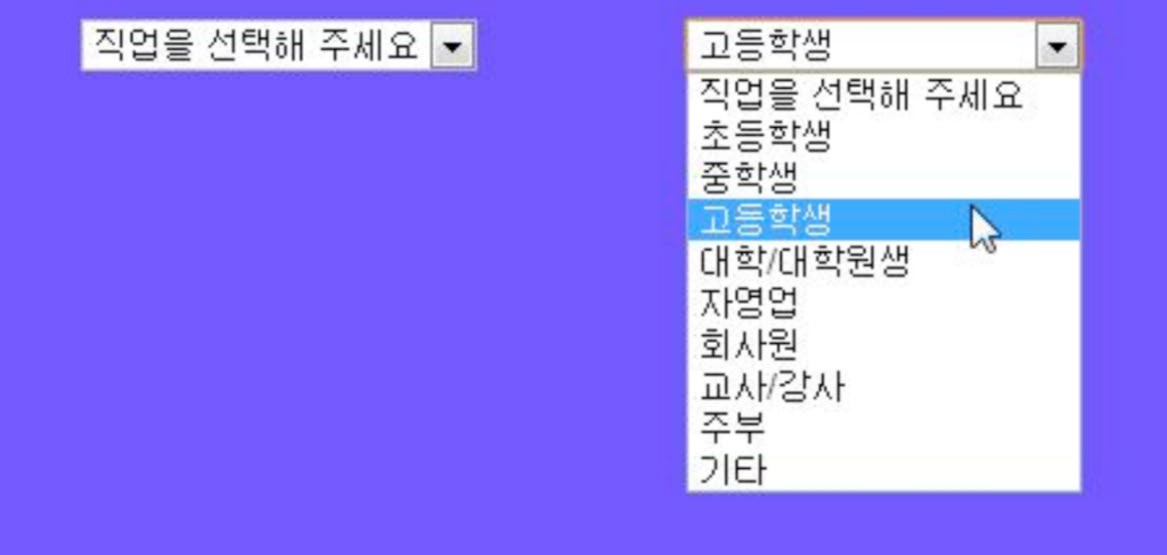 직업을 선택해 주세요
고등학생
직업을 선택해 주세요
초등학생
중학생
고등학생
대학/대학원생
자영업
회사원
교사/강사
주부
기타